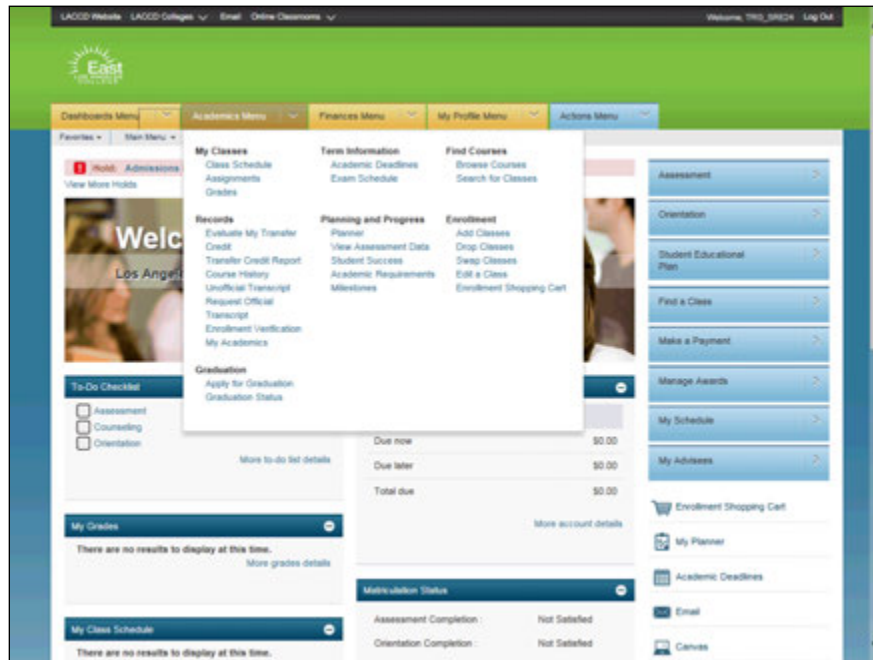 LACCD Website LACCD Colleges Email Online Classrooms Welcome, TRG_SRE24 Log Out
East
LOS ANGELES
COLLEGE
Dashboards Menu Academics Menu Finances Menu My Profile Menu Actions Menu
Favorites Main Menu
Hold: Admissions
View More Holds
Welc
Los Angel
My Classes
Class Schedule
Assignments
Grades
Term Information
Academic Deadlines
Exam Schedule
Find Courses
Browse Courses
Search for Classes
Records
Evaluate My Transfer
Credit
Transfer Credit Report
Course History
Unofficial Transcript
Request Official
Transcript
Enrollment Verification
My Academics
Planning and Progress
Planner
View Assessment Data
Student Success
Academic Requirements
Milestones
Enrollment
Add Classes
Drop Classes
Swap Classes
Edit a Class
Enrollment Shopping Cart
Graduation
Apply for Graduation
Graduation Status
To-Do Checklist
Assessment
Counseling
Orientation
More to-do list details
My Grades
There are no results to display at this time.
More grades details
My Class Schedule
There are no results to display at this time.
Due now $0.00
Due later $0.00
Total due $0.00
More account details
Matriculation Status
Assessment Completion : Not Satisfied
Orientation Completion : Not Satisfied
Assessment
Orientation
Student Educational
Plan
Find a Class
Make a Payment
Manage Awards
My Schedule
My Advisees
Enrollment Shopping Cart
My Planner
Academic Deadlines
Email
Canvas